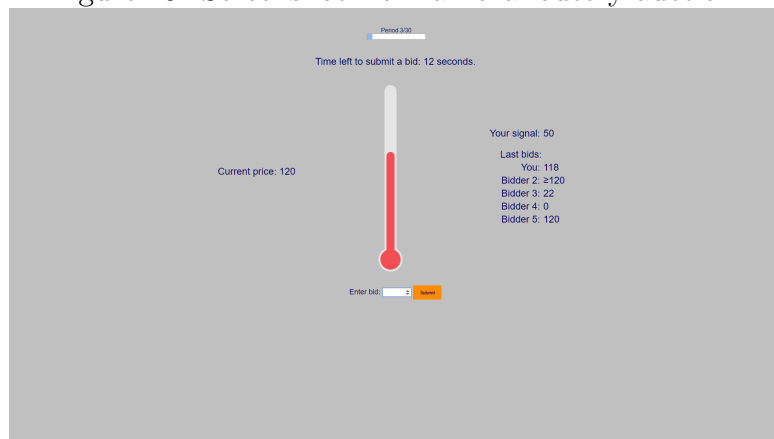 Period 3/30
Time left to submit a bid: 12 seconds.
Your signal: 50
Last bids:
You: 118
Current price: 120
Bidder 2: ≥120
Bidder 3: 22
Bidder 4: 0
Bidder 5: 120
Enter bid:
Submit